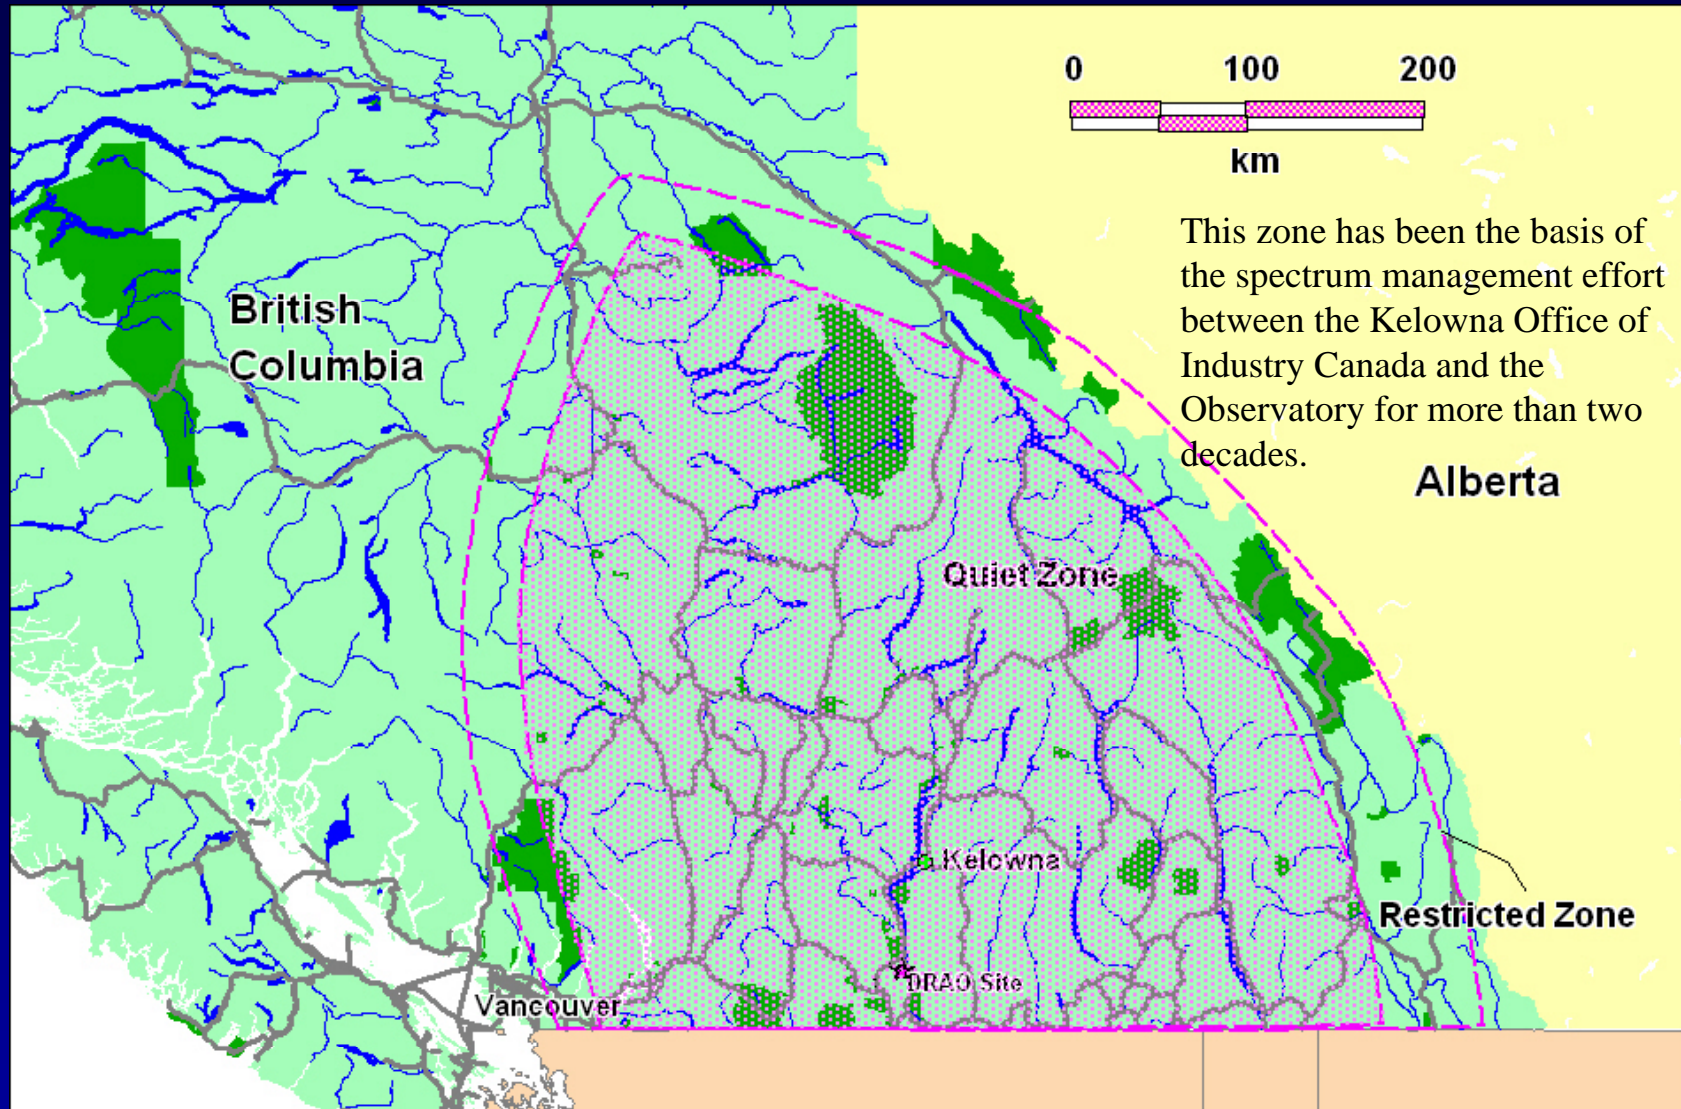 0 100 200
km
This zone has been the basis of
the spectrum management effort
between the Kelowna Office of
Industry Canada and the
Observatory for more than two
decades.
British
Columbia
Alberta
Quiet Zone
Kelowna
Restricted Zone
DRAO Site
Vancouver